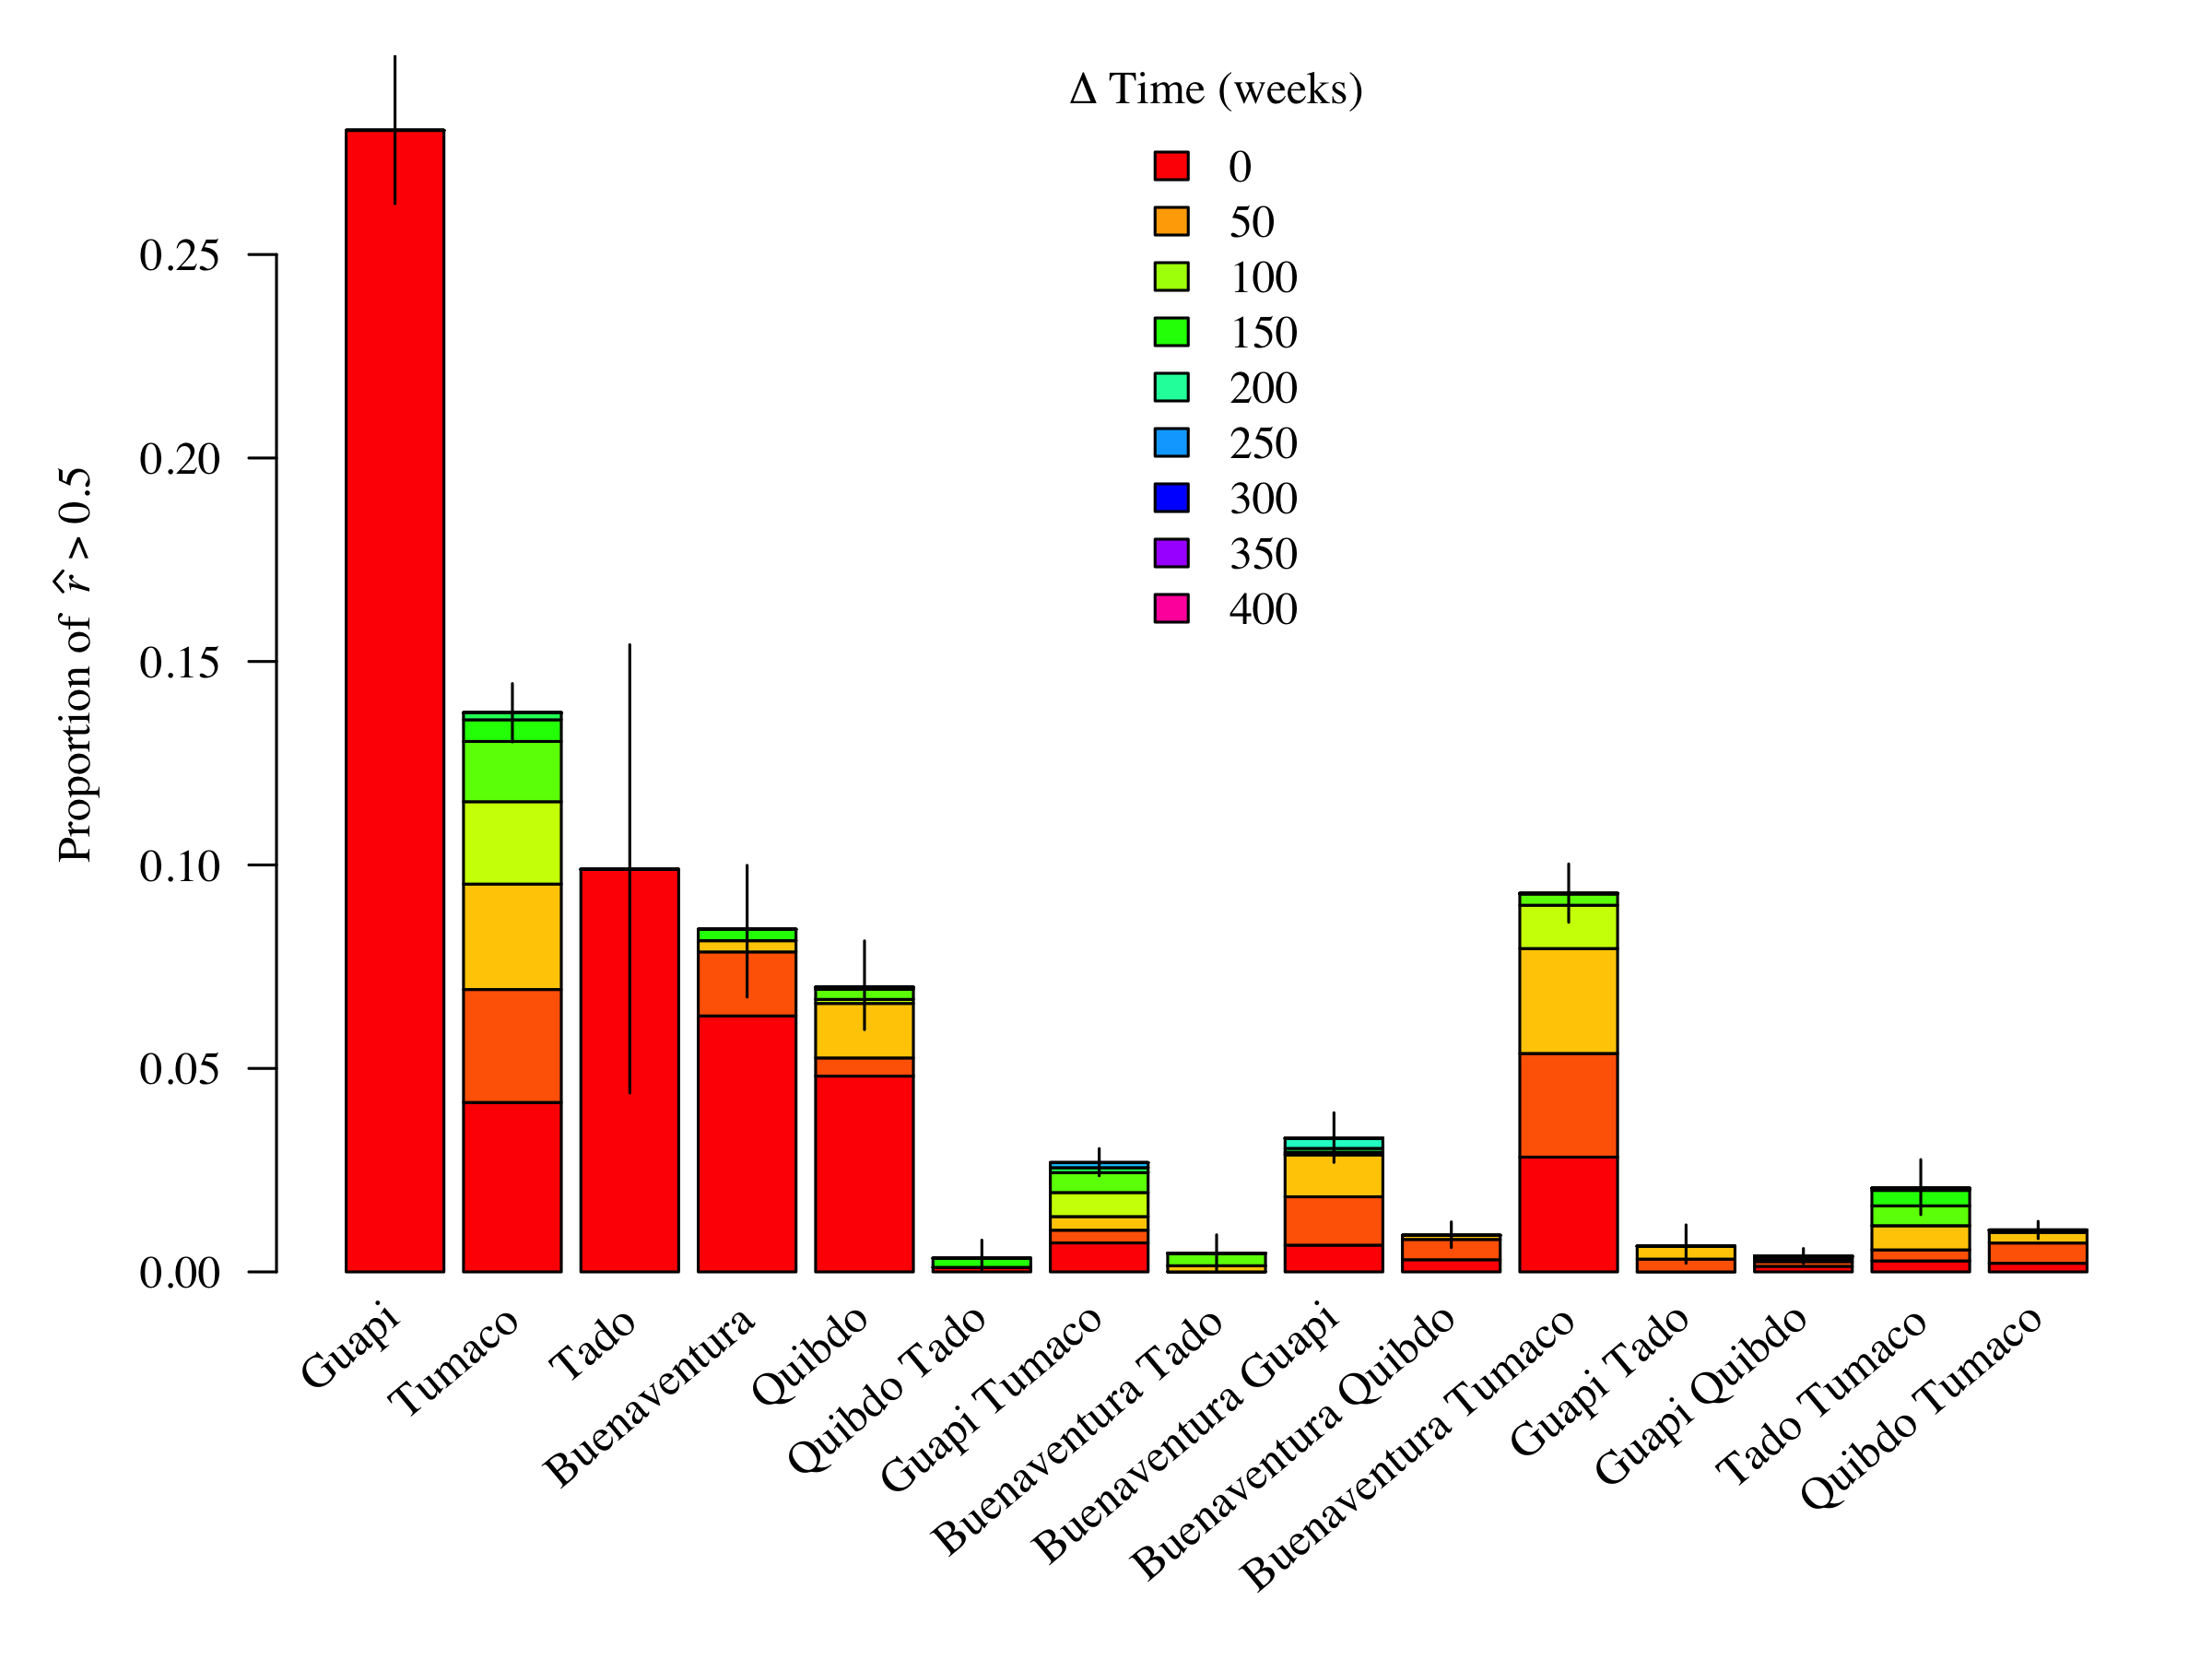 Δ Time (weeks)
0
50
100
150
200
250
300
350
400
Proportion of r̂ > 0.5
0.25
0.20
0.15
0.10
0.05
0.00
Guapi
Tumaco
Tado
Buenaventura
Quibdo
Quibdo Tado
Guapi Tumaco
Buenaventura Tado
Buenaventura Guapi
Buenaventura Quibdo
Buenaventura Tumaco
Guapi Tado
Guapi Quibdo
Tado Tumaco
Quibdo Tumaco